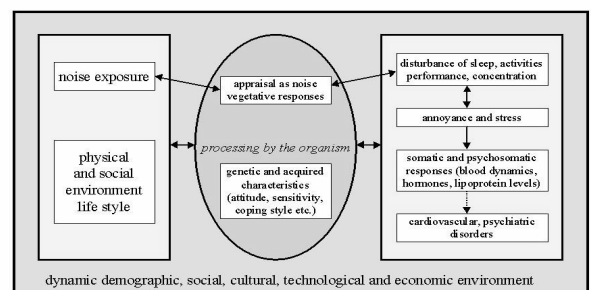 noise exposure
physical
and social
environment
life style
appraisal as noise
vegetative responses
processing by the organism
genetic and acquired
characteristics
(attitude, sensitivity,
coping style etc.)
disturbance of sleep, activities
performance, concentration
annoyance and stress
somatic and psychosomatic
responses (blood dynamics,
hormones, lipoprotein levels)
cardiovascular, psychiatric
disorders
dynamic demographic, social, cultural, technological and economic environment